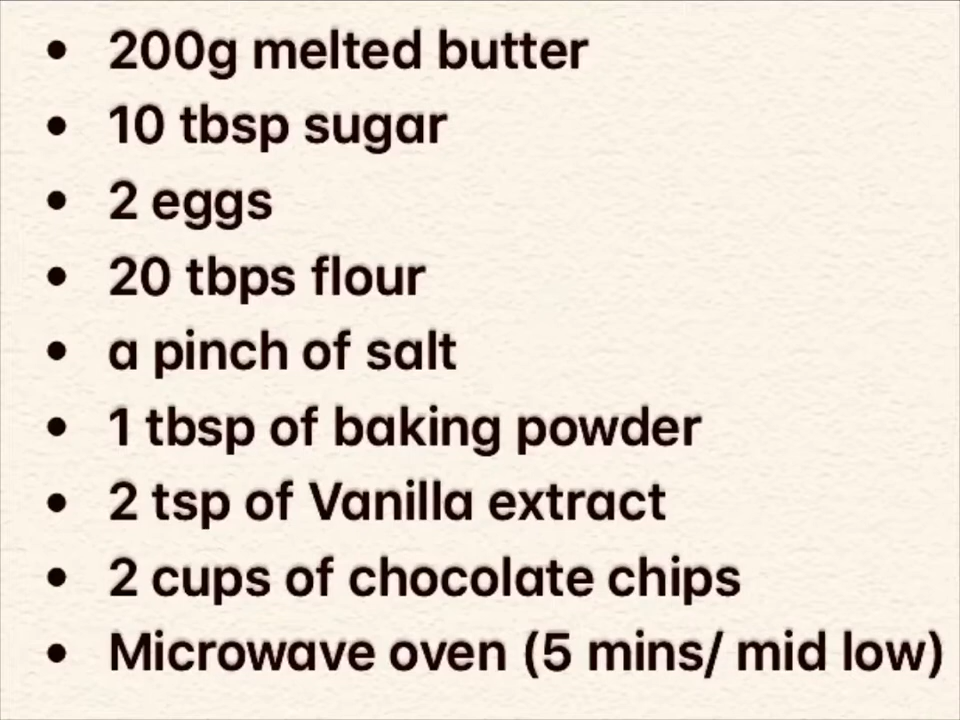 • 200g melted butter
• 10 tbsp sugar
• 2 eggs
• 20 tbps flour
• a pinch of salt
• 1 tbsp of baking powder
• 2 tsp of Vanilla extract
• 2 cups of chocolate chips
• Microwave oven (5 mins/ mid low)